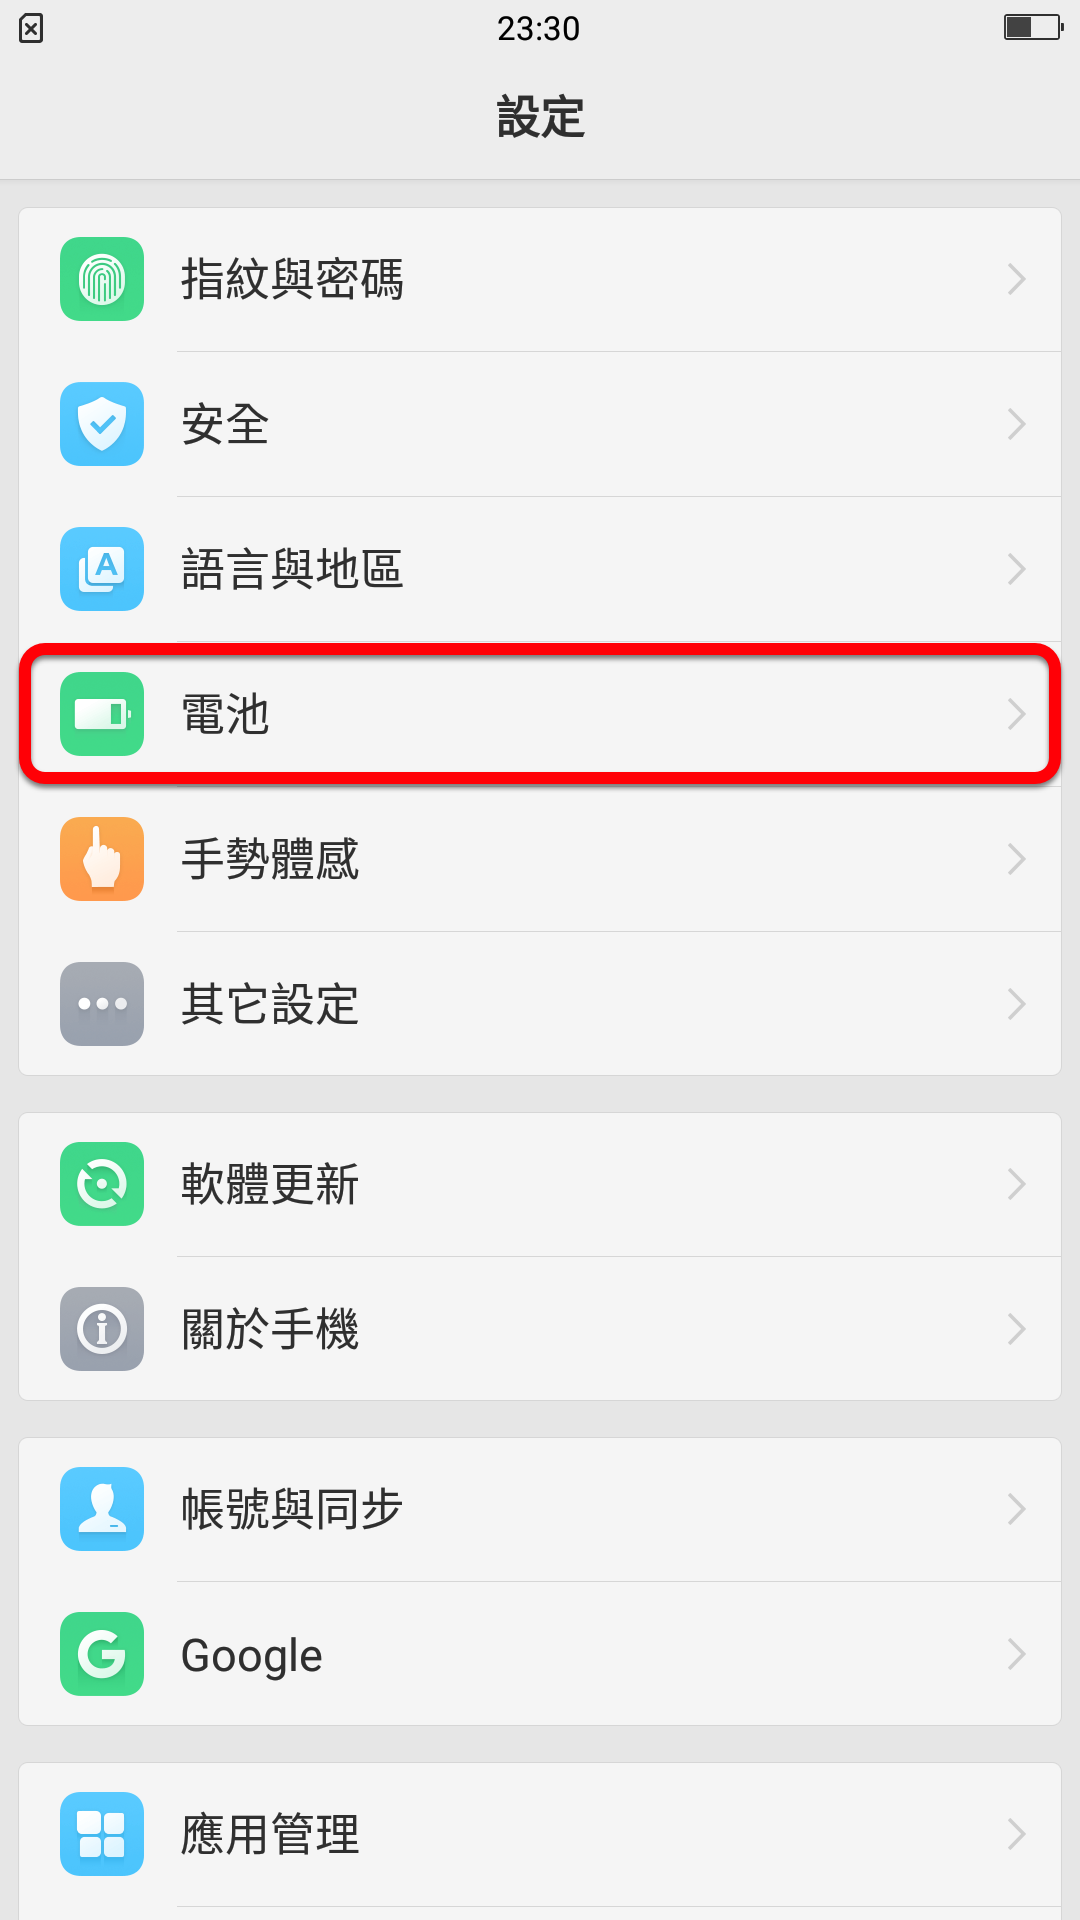 23:30
設定
指紋與密碼
安全
語言與地區
電池
手勢體感
其它設定
軟體更新
關於手機
帳號與同步
Google
應用管理